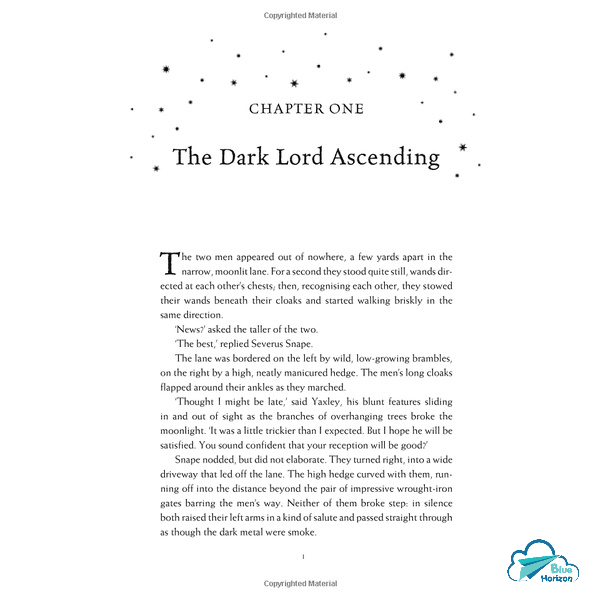 Copyrighted Material
CHAPTER ONE
The Dark Lord Ascending
The two men appeared out of nowhere, a few yards apart in the
narrow, moonlit lane. For a second they stood quite still, wands dir-
ected at each other's chests; then, recognising each other, they stowed
their wands beneath their cloaks and started walking briskly in the
same direction.
'News?' asked the taller of the two.
'The best,' replied Severus Snape.
The lane was bordered on the left by wild, low-growing brambles,
on the right by a high, neatly manicured hedge. The men's long cloaks
flapped around their ankles as they marched.
'Thought I might be late,' said Yaxley, his blunt features sliding
in and out of sight as the branches of overhanging trees broke the
moonlight. 'It was a little trickier than I expected. But I hope he will be
satisfied. You sound confident that your reception will be good?'
Snape nodded, but did not elaborate. They turned right, into a wide
driveway that led off the lane. The high hedge curved with them, run-
ning off into the distance beyond the pair of impressive wrought-iron
gates barring the men's way. Neither of them broke step: in silence
both raised their left arms in a kind of salute and passed straight through
as though the dark metal were smoke.
1
Blue
Horizon
Copyrighted Material